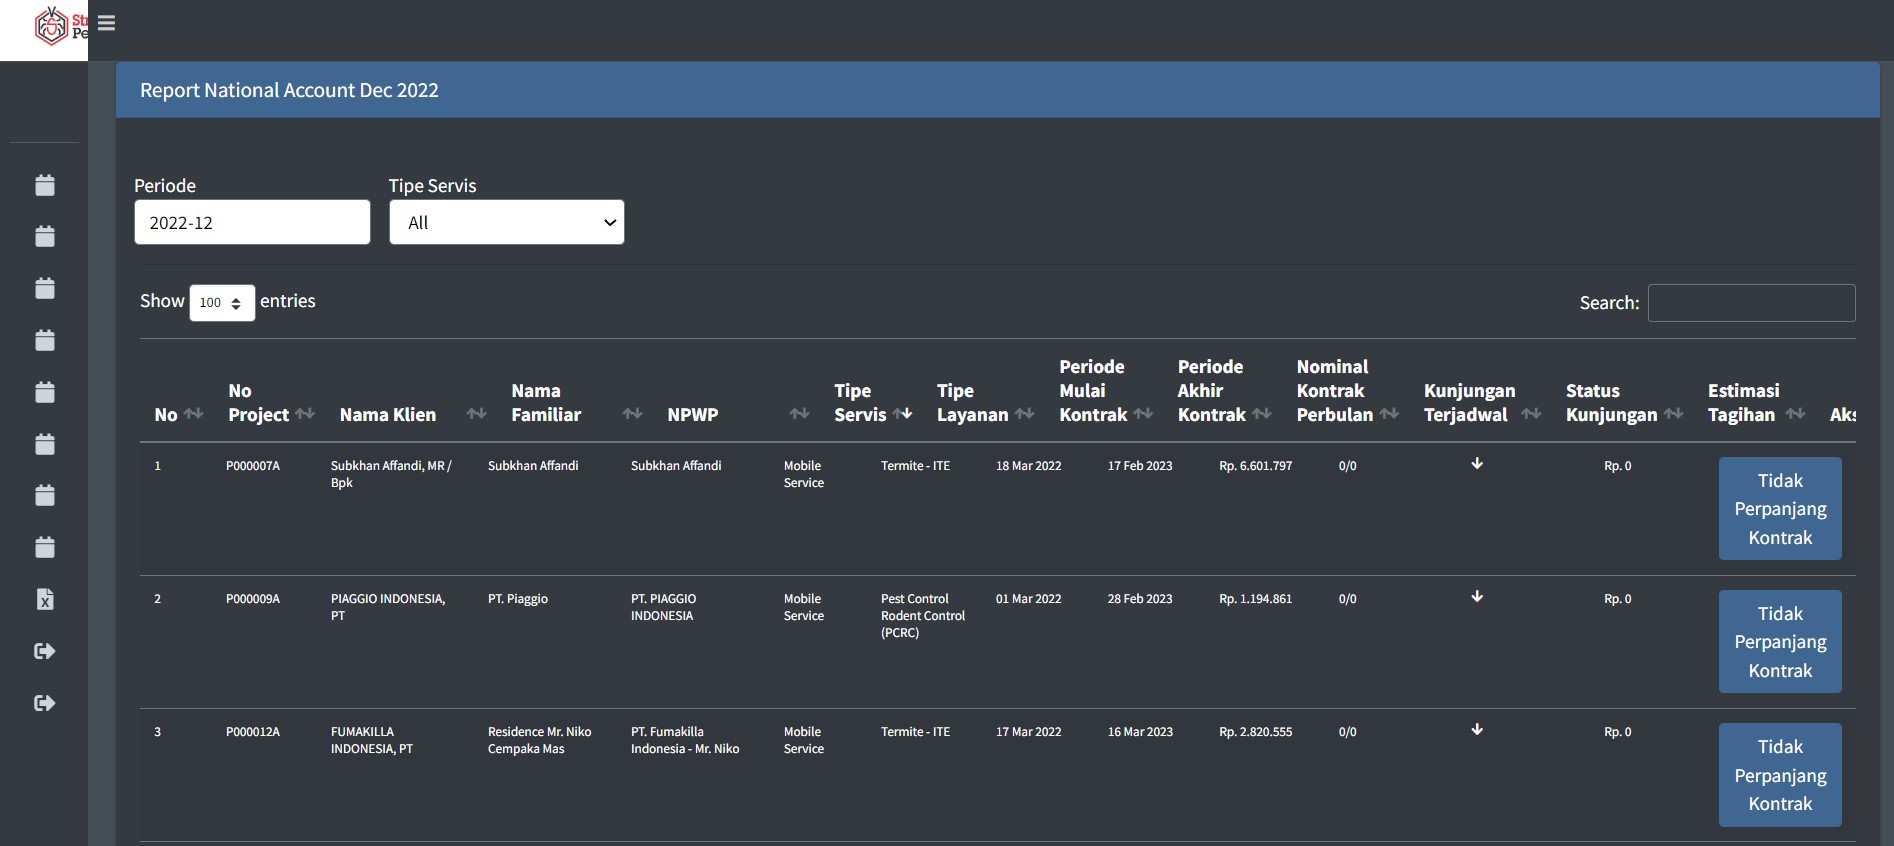 Report National Account Dec 2022
Periode
Tipe Servis
2022-12
All
Show 100 entries
Search:
No
No Project
Nama Klien
Nama Familiar
NPWP
Tipe Servis
Tipe Layanan
Periode Mulai Kontrak
Periode Akhir Kontrak
Nominal Kontrak Perbulan
Kunjungan Terjadwal
Status Kunjungan
Estimasi Tagihan
1
P000007A
Subkhan Affandi, MR /
Bpk
Subkhan Affandi
Subkhan Affandi
Mobile
Service
Termite - ITE
18 Mar 2022
17 Feb 2023
Rp. 6.601.797
0/0
Rp. 0
Tidak
Perpanjang
Kontrak
2
P000009A
PIAGGIO INDONESIA,
PT
PT. Piaggio
PT. PIAGGIO
INDONESIA
Mobile
Service
Pest Control
Rodent Control
(PCRC)
01 Mar 2022
28 Feb 2023
Rp. 1.194.861
0/0
Rp. 0
Tidak
Perpanjang
Kontrak
3
P000012A
FUMAKILLA
INDONESIA, PT
Residence Mr. Niko
Cempaka Mas
PT. Fumakilla
Indonesia - Mr. Niko
Mobile
Service
Termite - ITE
17 Mar 2022
16 Mar 2023
Rp. 2.820.555
0/0
Rp. 0
Tidak
Perpanjang
Kontrak